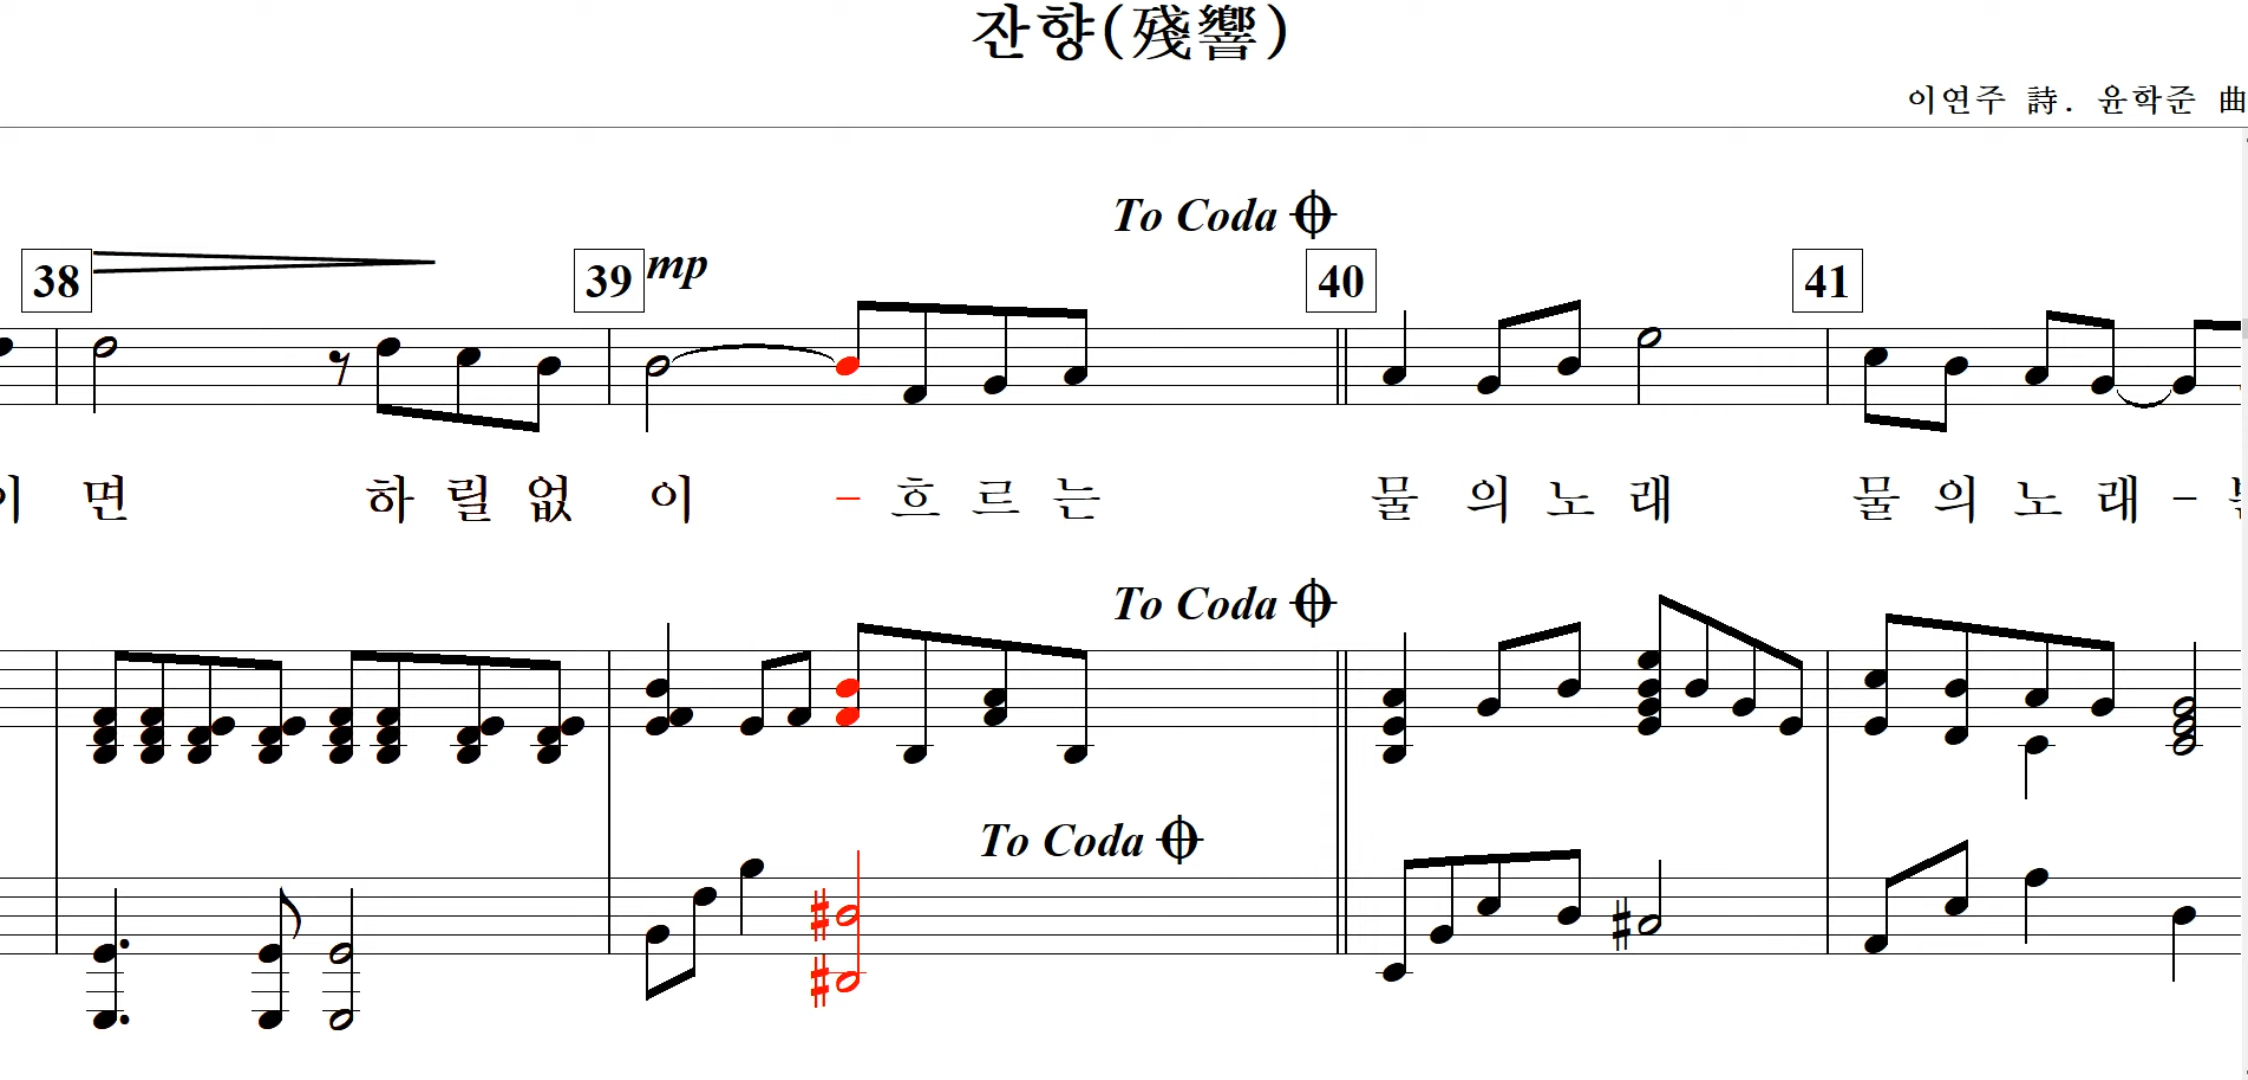 잔향(殘響)
이연주 詩. 윤학준 曲
To Coda
38 39 mp 40 41
이 면 하 릴 없 이 - 흐 르 는 물 의 노 래 물 의 노 래 -
To Coda
To Coda